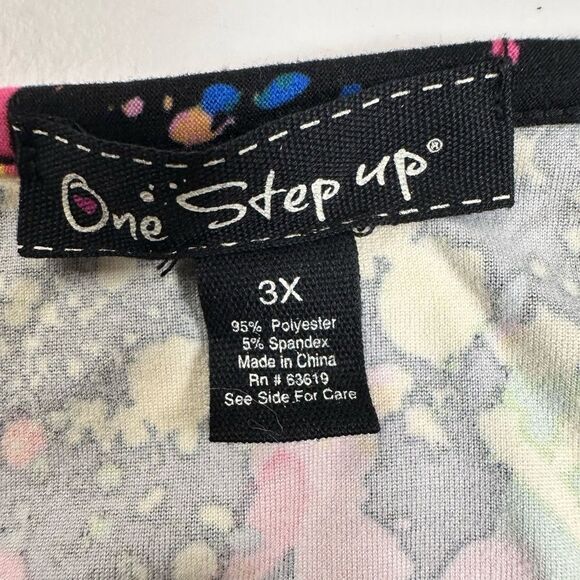 One Step up®
3X
95% Polyester
5% Spandex
Made in China
Rn # 63619
See Side For Care